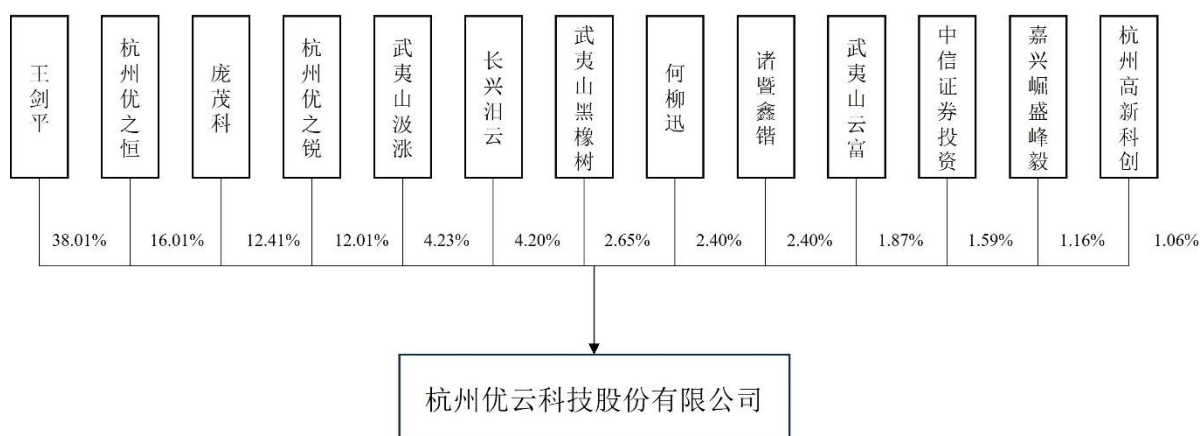 王剑平
杭州优之恒
庞茂科
杭州优之锐
武夷山汲涨
长兴汨云
武夷山黑橡树
何柳迅
诸暨鑫锴
武夷山云富
中信证券投资
嘉兴崛盛峰毅
杭州高新科创
38.01%
16.01%
12.41%
12.01%
4.23%
4.20%
2.65%
2.40%
2.40%
1.87%
1.59%
1.16%
1.06%
杭州优云科技股份有限公司